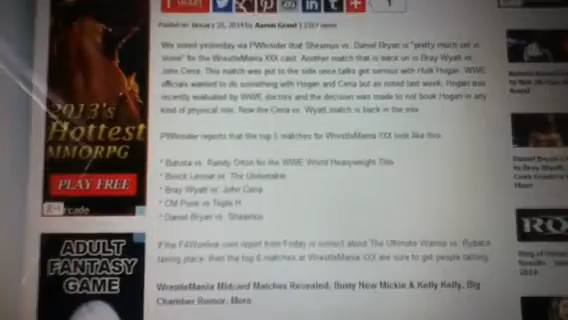 Posted on January 25, 2014 by Aaron Grant | 2357 views
We noted yesterday via PWInsider that Sheamus vs. Daniel Bryan is "pretty much set in
stone" for the WrestleMania XXX card. Another match that is back on is Bray Wyatt vs.
John Cena. This match was put to the side once talks got serious with Hulk Hogan. WWE
officials wanted to do something with Hogan and Cena but as noted last week, Hogan was
recently evaluated by WWE doctors and the decision was made to not book Hogan in any
kind of physical role. Now the Cena vs. Wyatt match is back in the mix
PWInsider reports that the top 5 matches for WrestleMania XXX look like this:
* Batista vs. Randy Orton for the WWE World Heavyweight Title
* Brock Lesnar vs. The Undertaker
* Bray Wyatt vs. John Cena
* CM Punk vs Triple H
* Daniel Bryan vs. Sheamus
If the F4Wonline.com report from Friday is correct about The Ultimate Warrior vs. Ryback
taking place, then the top 6 matches at WrestleMania XXX are sure to get people talking.
WrestleMania Midcard Matches Revealed, Busty New Mickie & Kelly Kelly, Big
Chamber Rumor, More
2013's
Hottest
MMORPG
PLAY FREE
ADULT
FANTASY
GAME
Daniel Bryan
More
RO
2014